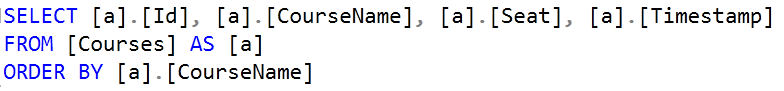 SELECT [a].[Id], [a].[CourseName], [a].[Seat], [a].[Timestamp]
FROM [Courses] AS [a]
ORDER BY [a].[CourseName]